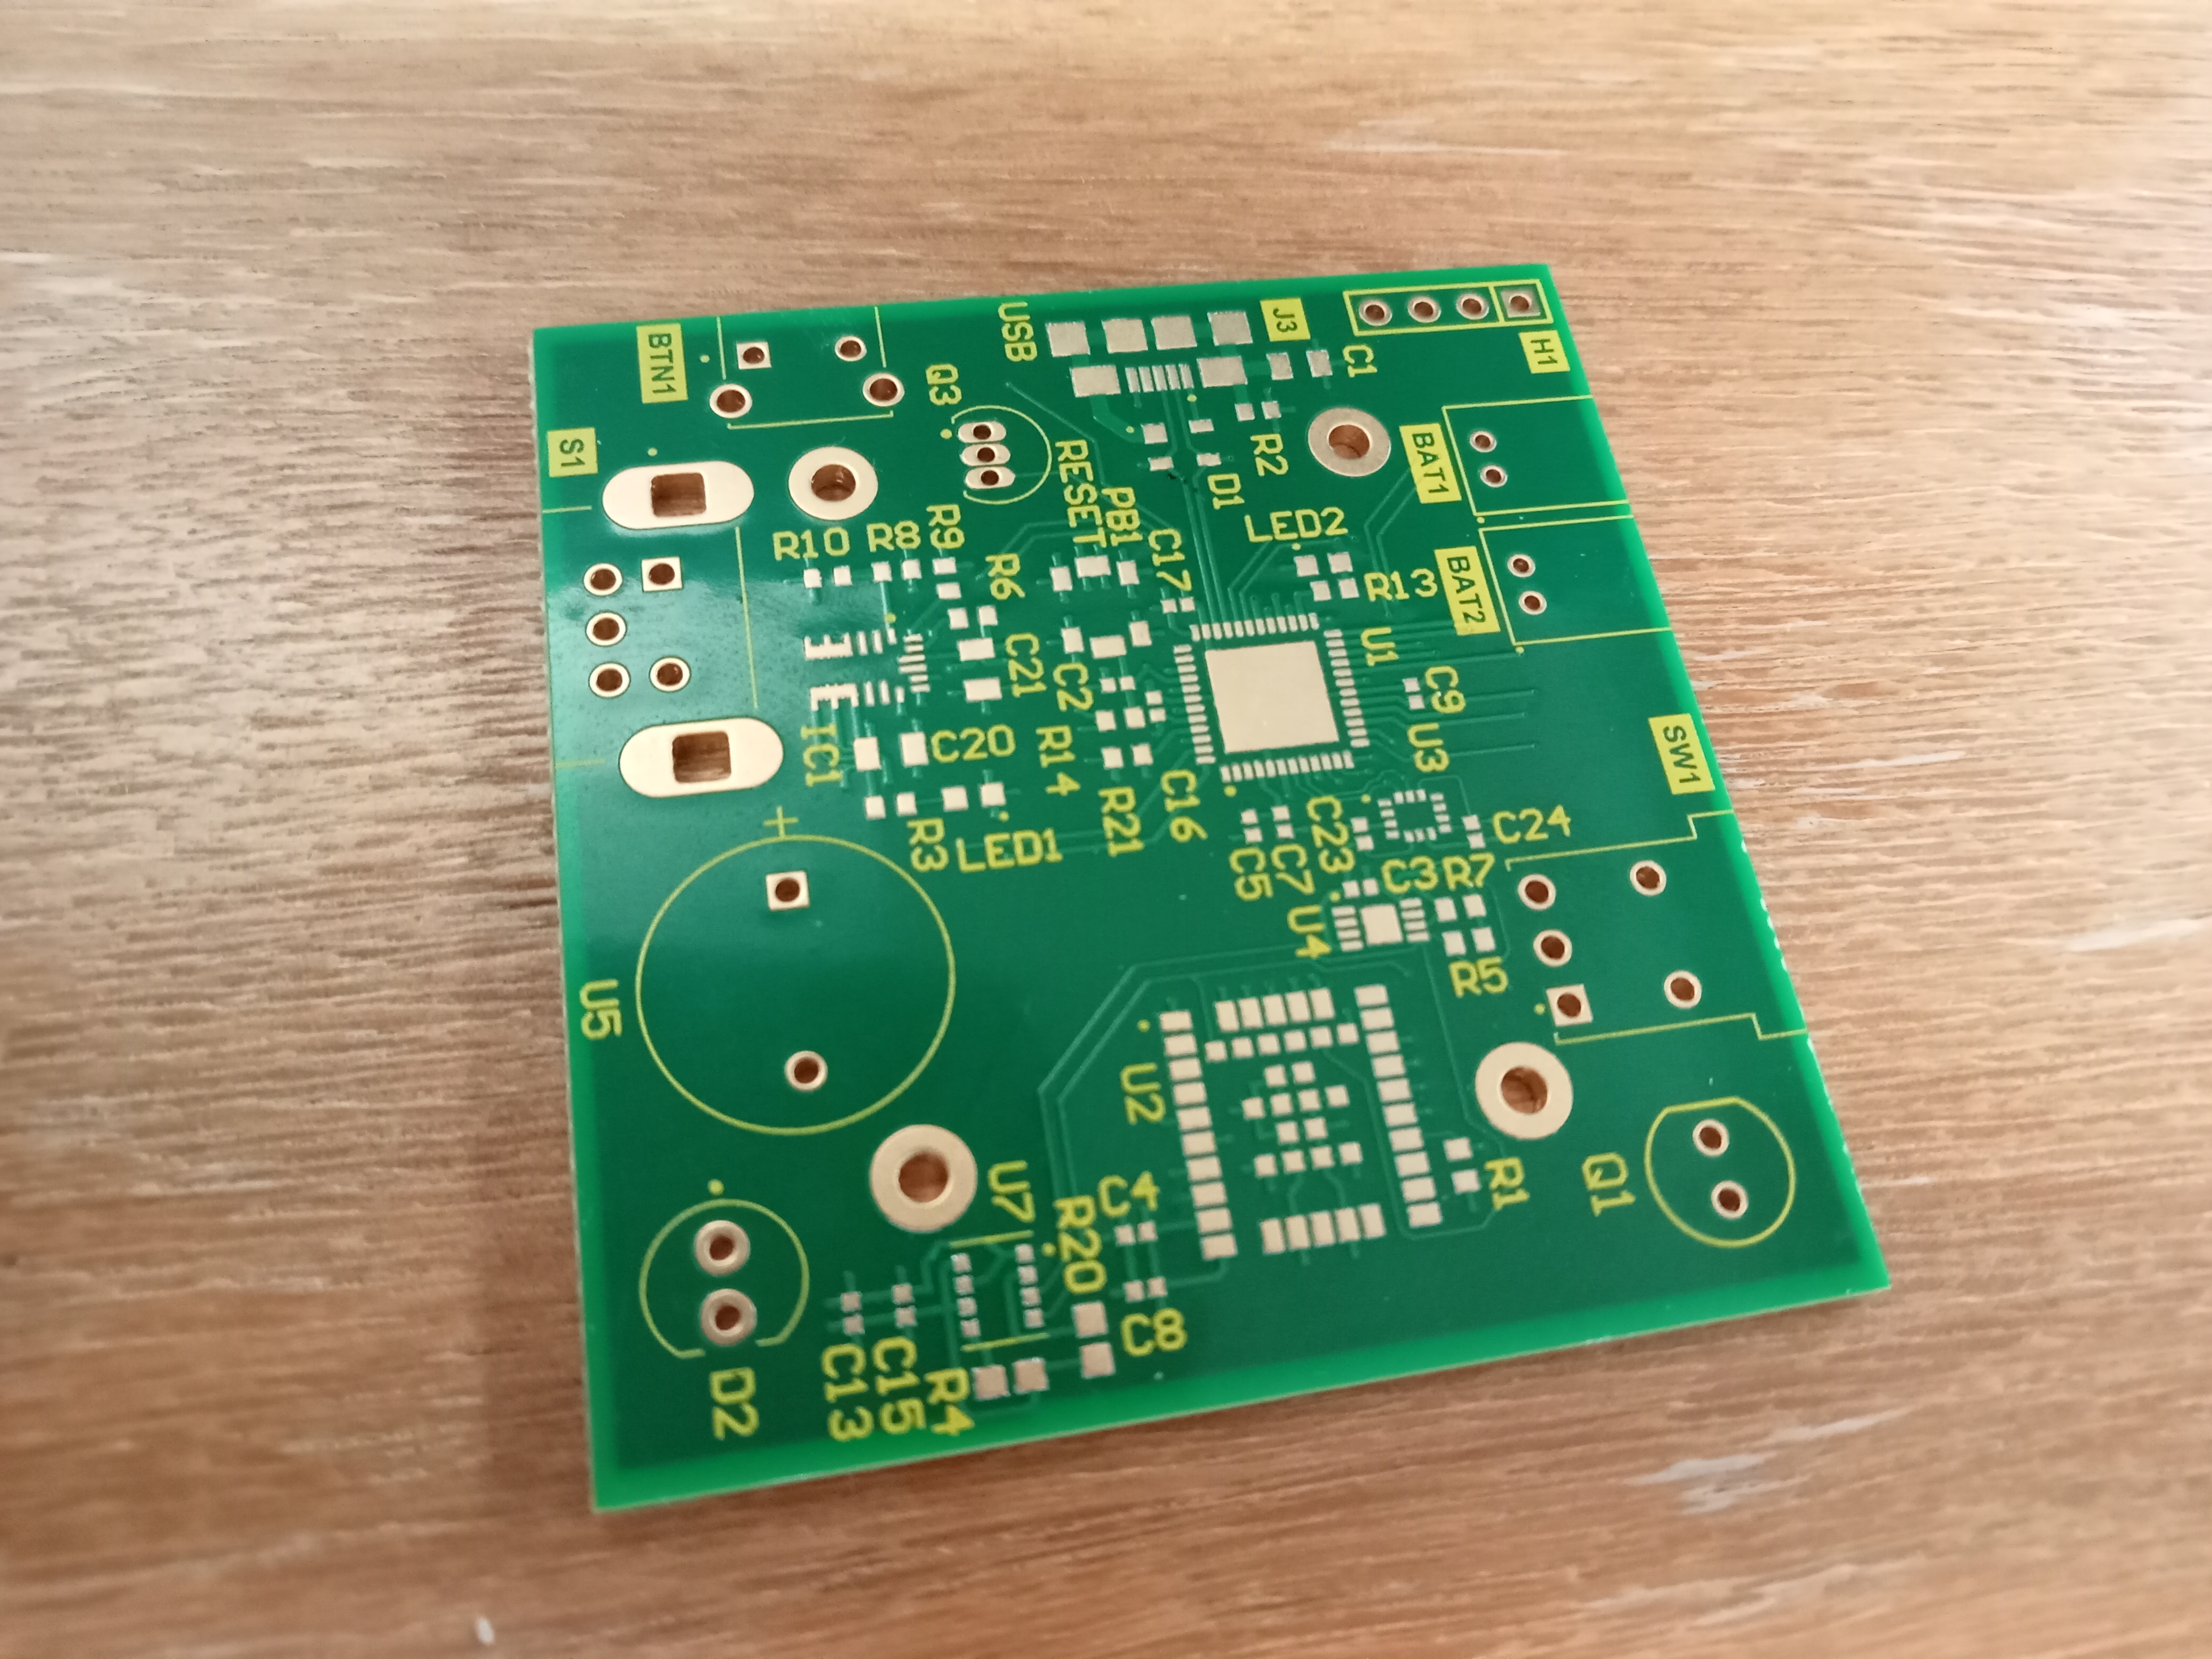 USB
J3
C1
H1
BTN1
Q3
S1
R2
BAT1
D1
RESET
PB1
LED2
R10
R8
R9
R6
C17
R13
BAT2
U1
C21
C2
C9
U3
SW1
IC1
C20
R14
C16
R21
R3
LED1
+
C5
C7
C23
C24
C3
R7
U4
R5
U5
U2
U7
R20
C4
R1
Q1
C8
D2
C13
C15
R4